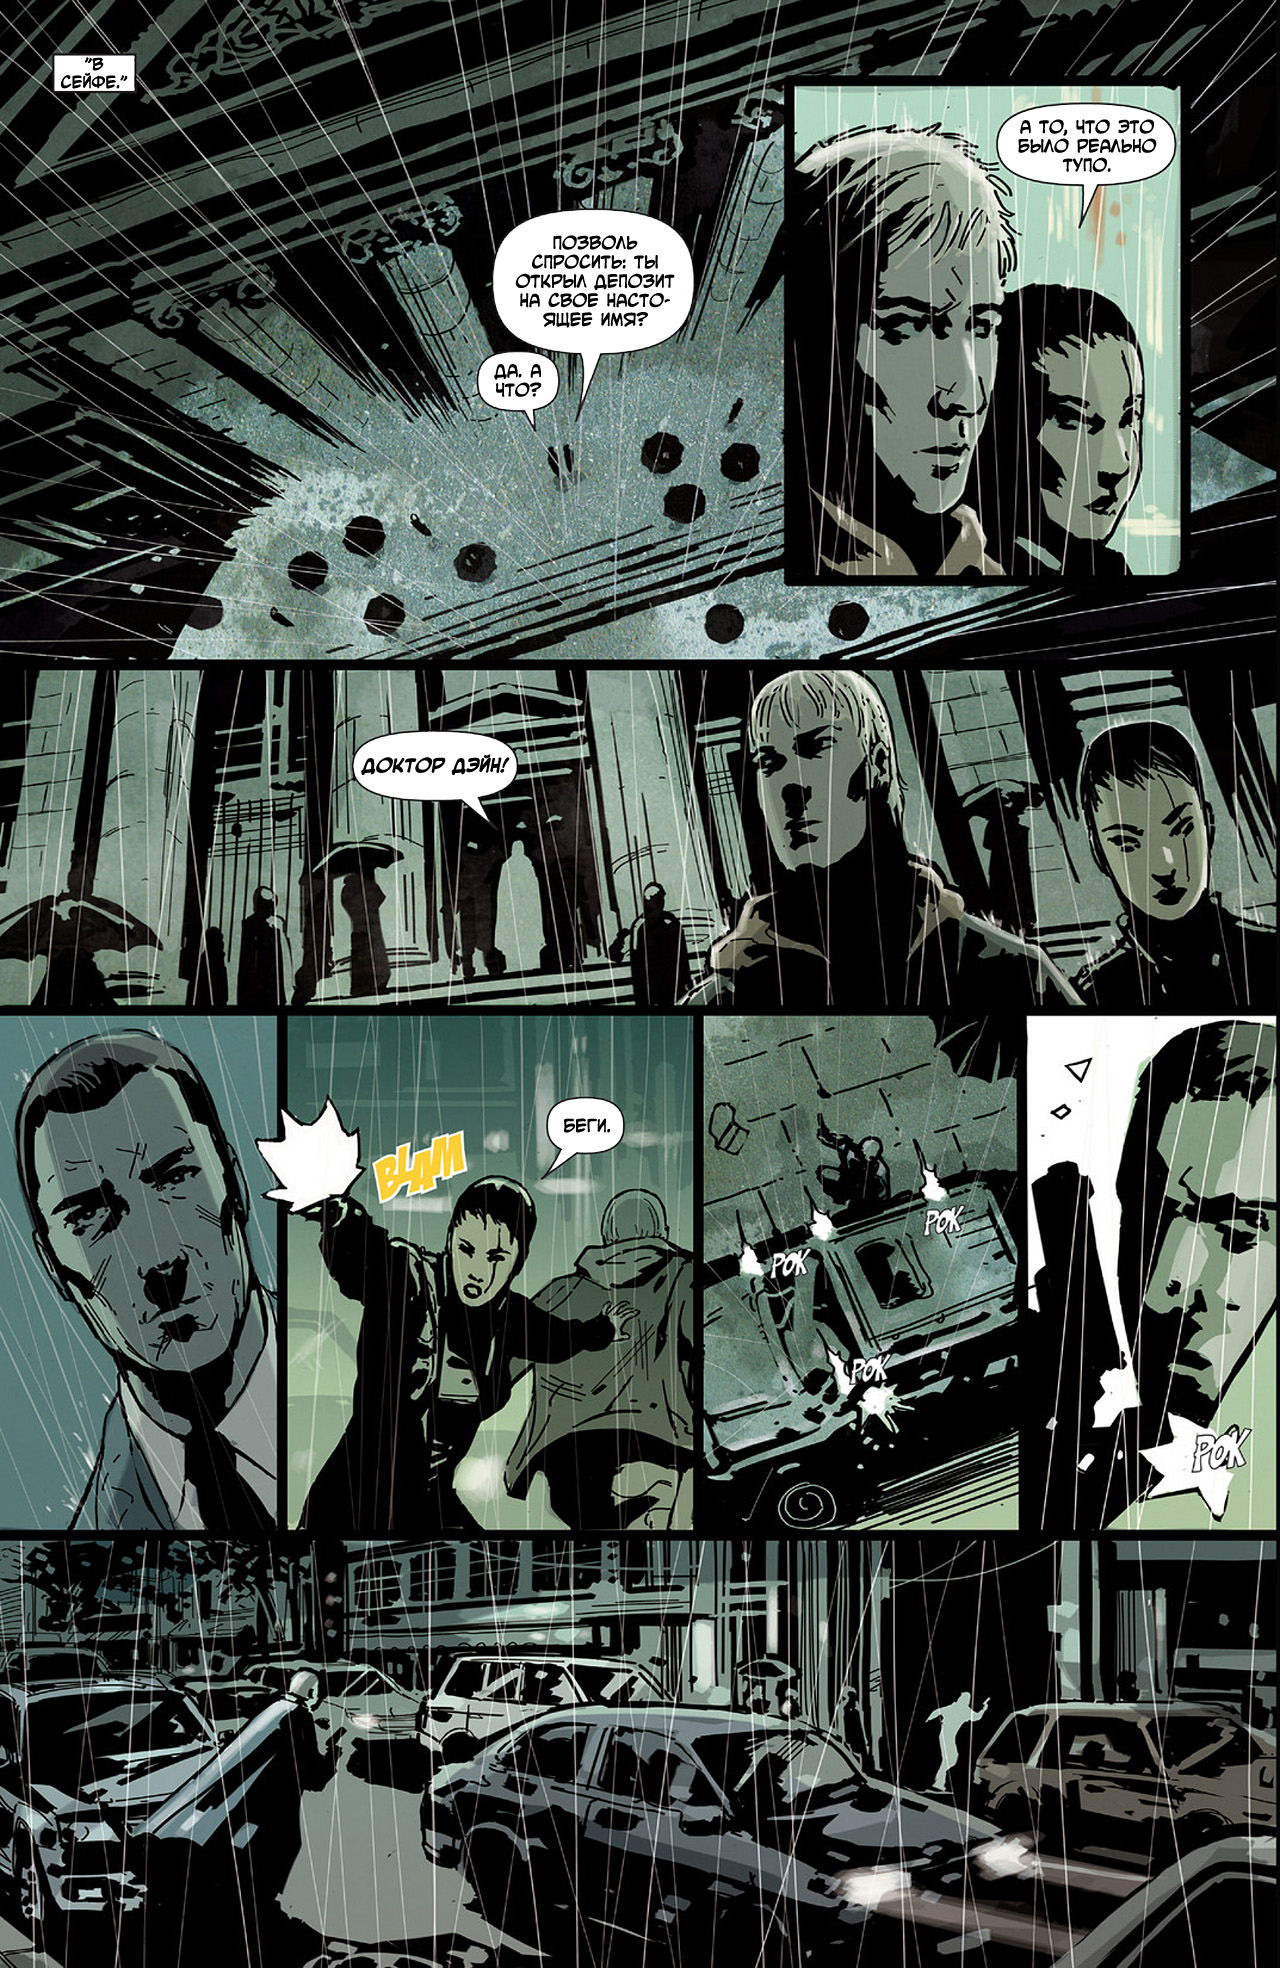 "В
СЕЙФЕ."
ПОЗВОЛЬ
СПРОСИТЬ: ТЫ
ОТКРЫЛ ДЕПОЗИТ
НА СВОЕ НАСТО-
ЯЩЕЕ ИМЯ?
ДА. А
ЧТО?
А ТО, ЧТО ЭТО
БЫЛО РЕАЛЬНО
ТУПО.
ДОКТОР ДЭЙН!
BLAM
БЕГИ.
POK
POK
POK
POK